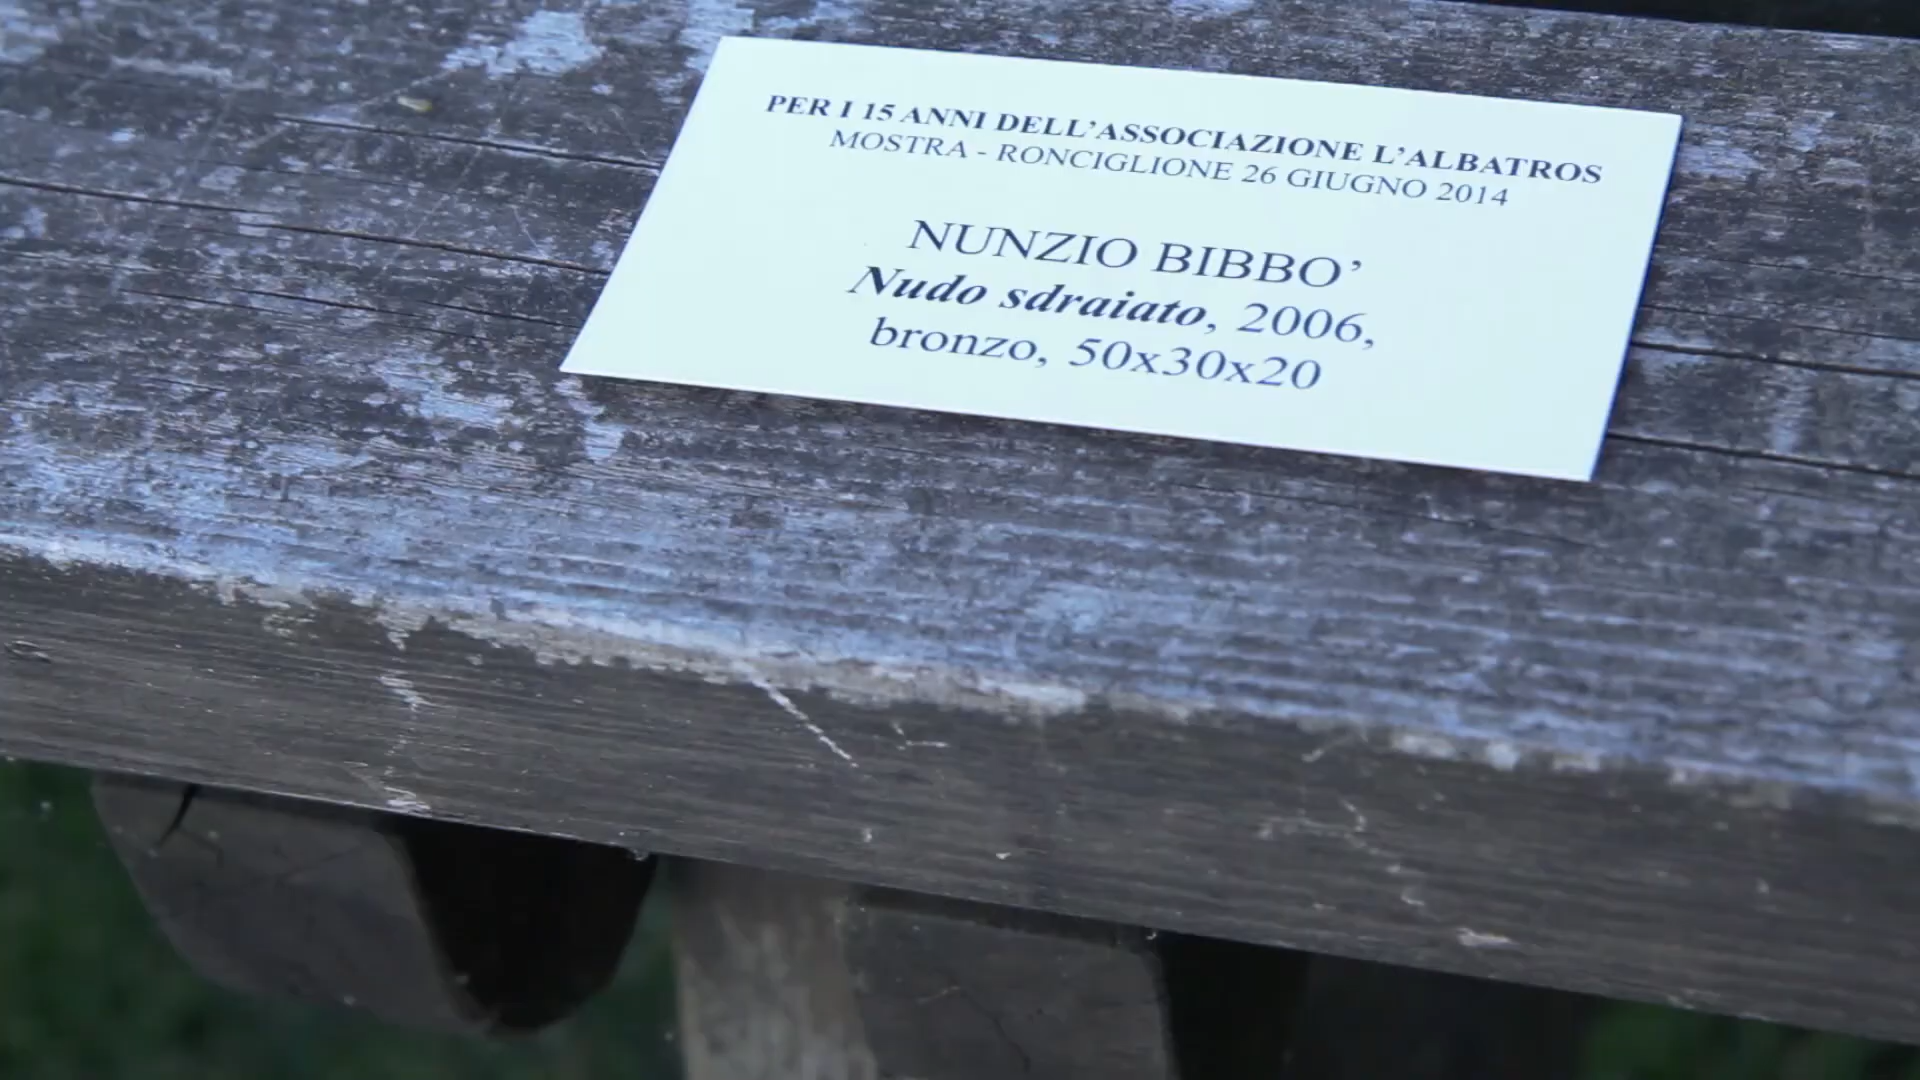 PER I 15 ANNI DELL’ASSOCIAZIONE L’ALBATROS
MOSTRA - RONCIGLIONE 26 GIUGNO 2014
NUNZIO BIBBO’
Nudo sdraiato, 2006,
bronzo, 50x30x20